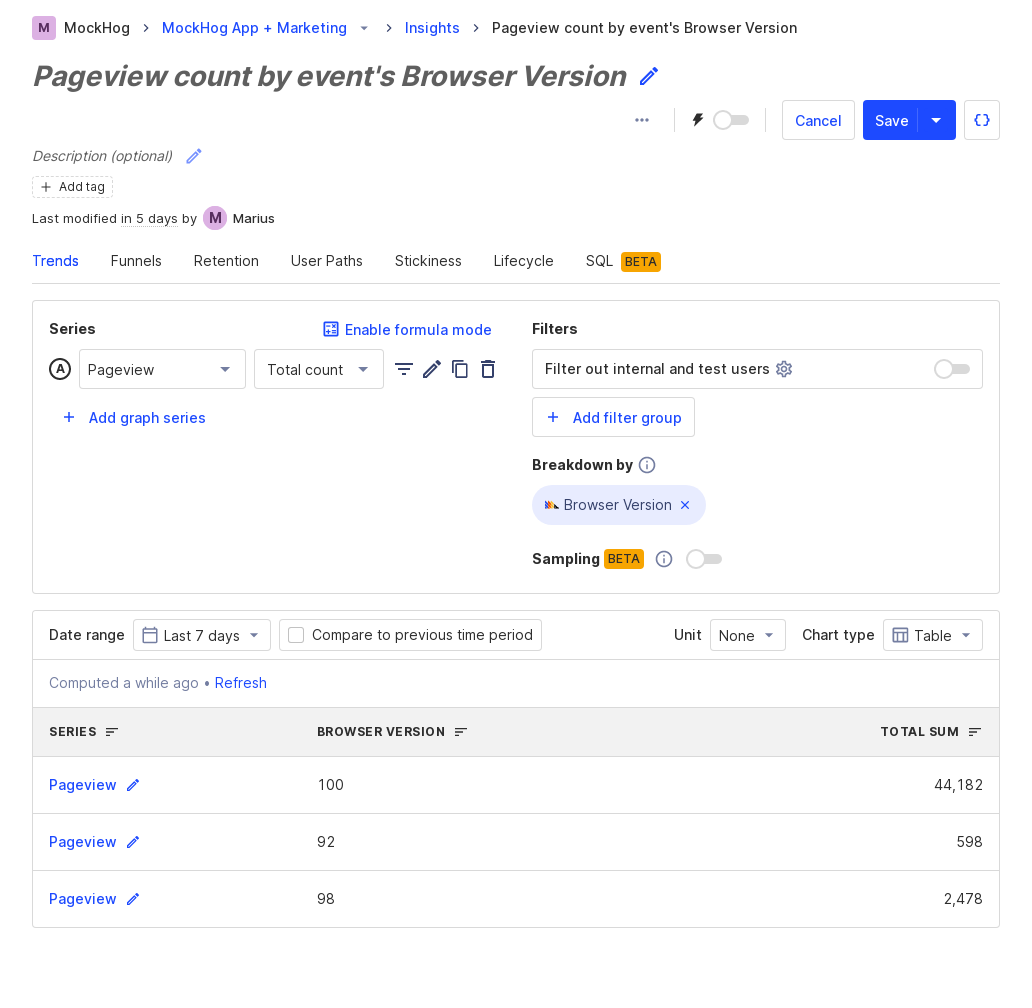 M MockHog MockHog App + Marketing Insights Pageview count by event's Browser Version
Pageview count by event's Browser Version
Cancel Save
Description (optional)
Add tag
Last modified in 5 days by M Marius
Trends Funnels Retention User Paths Stickiness Lifecycle SQL BETA
Series Enable formula mode
A Pageview Total count
Add graph series
Filters
Filter out internal and test users
Add filter group
Breakdown by
Browser Version
Sampling BETA
Date range Last 7 days Compare to previous time period Unit None Chart type Table
Computed a while ago • Refresh
SERIES BROWSER VERSION TOTAL SUM
Pageview 100 44,182
Pageview 92 598
Pageview 98 2,478